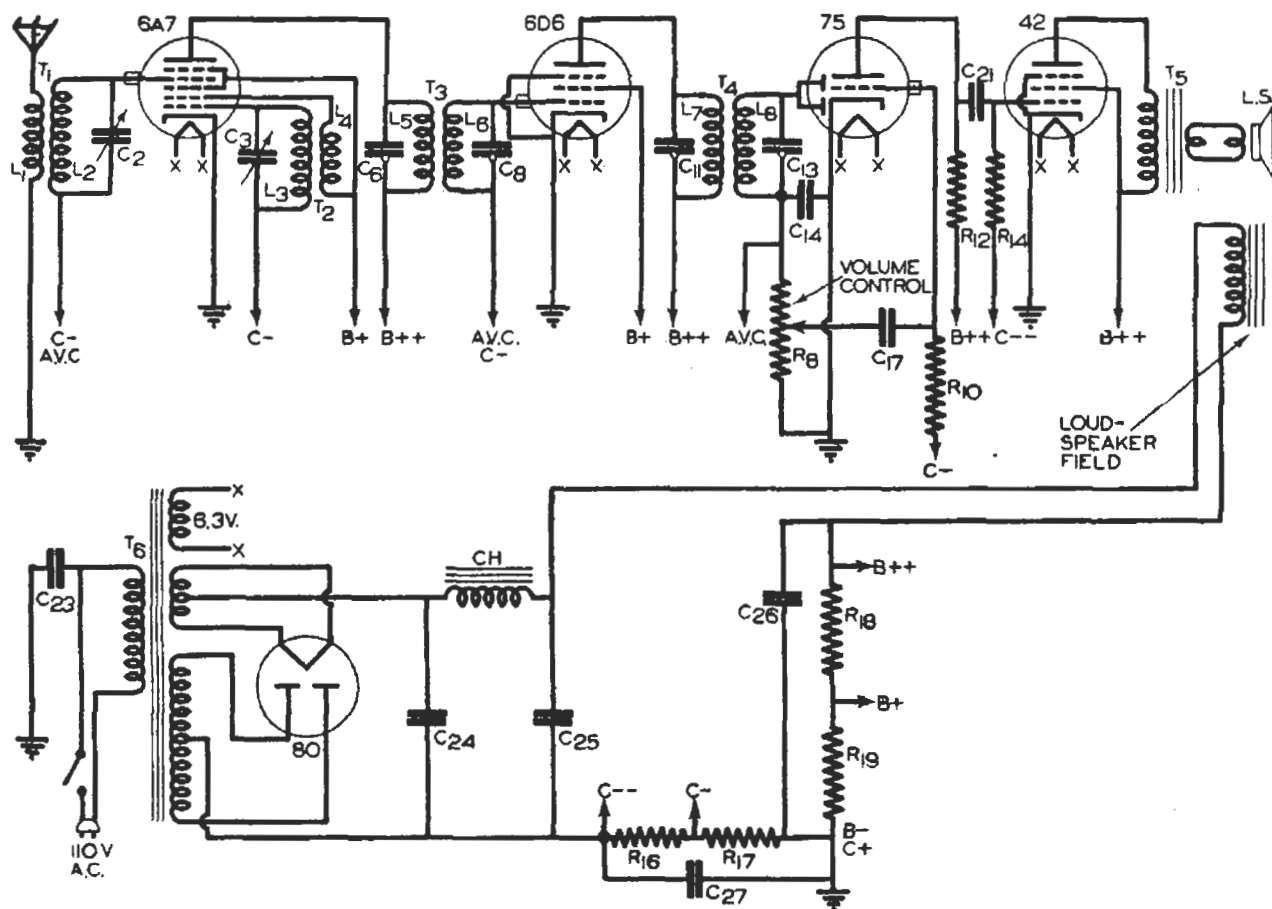 6A7
6D6
75
42
T1
T3
T4
C21
T5
L.S.
L1
L2
C2
C3
L3
L4
T2
L5
C6
L6
C8
L7
C11
L8
C13
C14
R12
R14
VOLUME
CONTROL
C-
A.V.C
C-
B+
B++
A.V.C.
C-
B+
B++
A.V.C.
R8
C17
R10
C-
B++
C--
B++
LOUD-
SPEAKER
FIELD
X
X
X
X
X
X
X
X
X
6.3V.
X
T6
C23
CH
80
C24
C25
C26
B++
R18
B+
R19
110 V
A.C.
C--
C-
R16
R17
C27
B-
C+